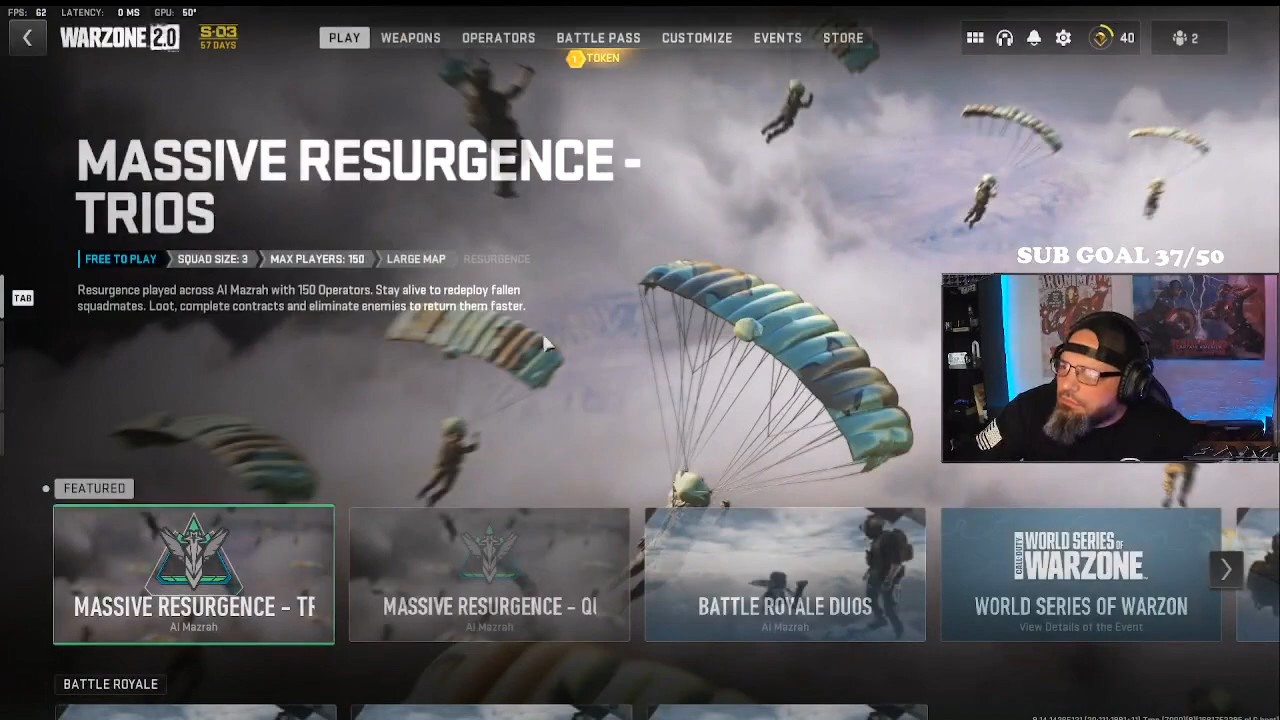 FPS: 62 LATENCY: 0 MS GPU: 50°
WARZONE 2.0 S-03 57 DAYS
PLAY WEAPONS OPERATORS BATTLE PASS CUSTOMIZE EVENTS STORE
40 2
1 TOKEN
MASSIVE RESURGENCE -
TRIOS
FREE TO PLAY SQUAD SIZE: 3 MAX PLAYERS: 150 LARGE MAP RESURGENCE
SUB GOAL 37/50
TAB
Resurgence played across Al Mazrah with 150 Operators. Stay alive to redeploy fallen
squadmates. Loot, complete contracts and eliminate enemies to return them faster.
FEATURED
CALL OF DUTY
WORLD SERIES OF
WARZONE
MASSIVE RESURGENCE - TR
Al Mazrah
MASSIVE RESURGENCE - QU
Al Mazrah
BATTLE ROYALE DUOS
Al Mazrah
WORLD SERIES OF WARZON
View Details of the Event
BATTLE ROYALE